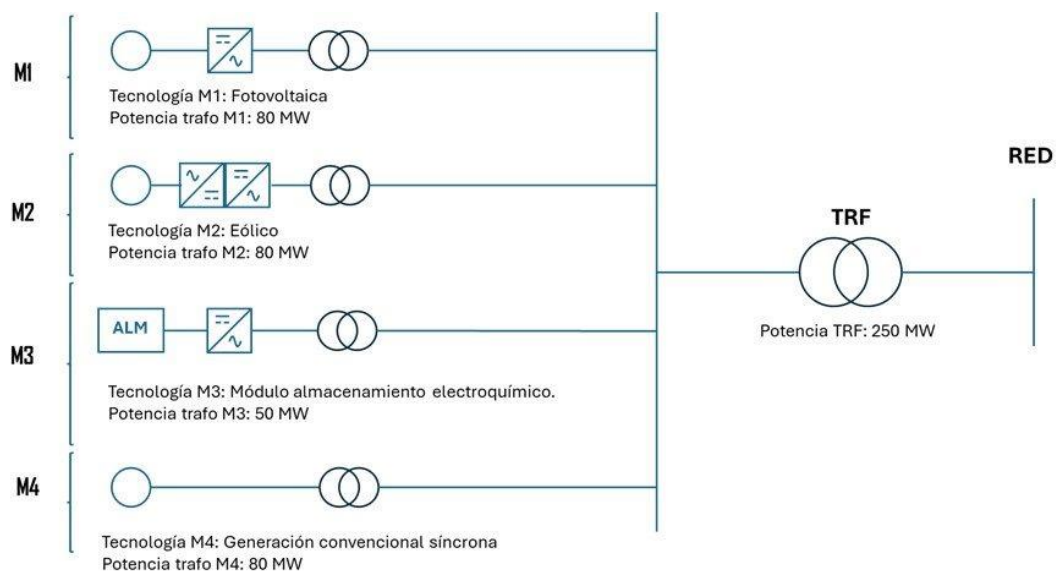 M1
Tecnología M1: Fotovoltaica
Potencia trafo M1: 80 MW
M2
Tecnología M2: Eólico
Potencia trafo M2: 80 MW
M3
ALM
Tecnología M3: Módulo almacenamiento electroquímico.
Potencia trafo M3: 50 MW
M4
Tecnología M4: Generación convencional síncrona
Potencia trafo M4: 80 MW
TRF
Potencia TRF: 250 MW
RED